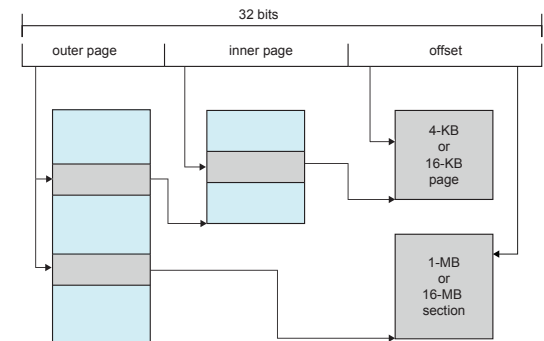 32 bits
outer page
inner page
offset
4-KB
or
16-KB
page
1-MB
or
16-MB
section